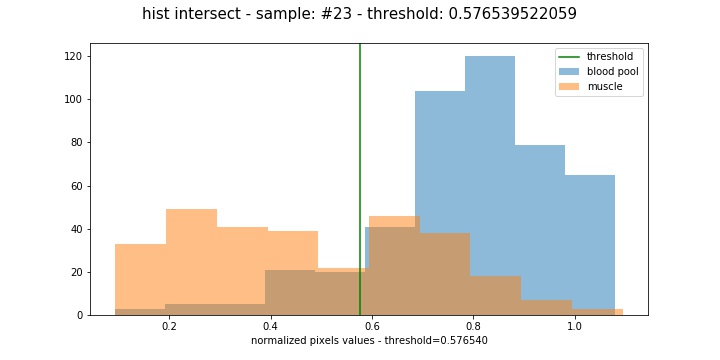 hist intersect - sample: #23 - threshold: 0.576539522059
threshold
blood pool
muscle
120
100
80
60
40
20
0
0.2 0.4 0.6 0.8 1.0
normalized pixels values - threshold=0.576540